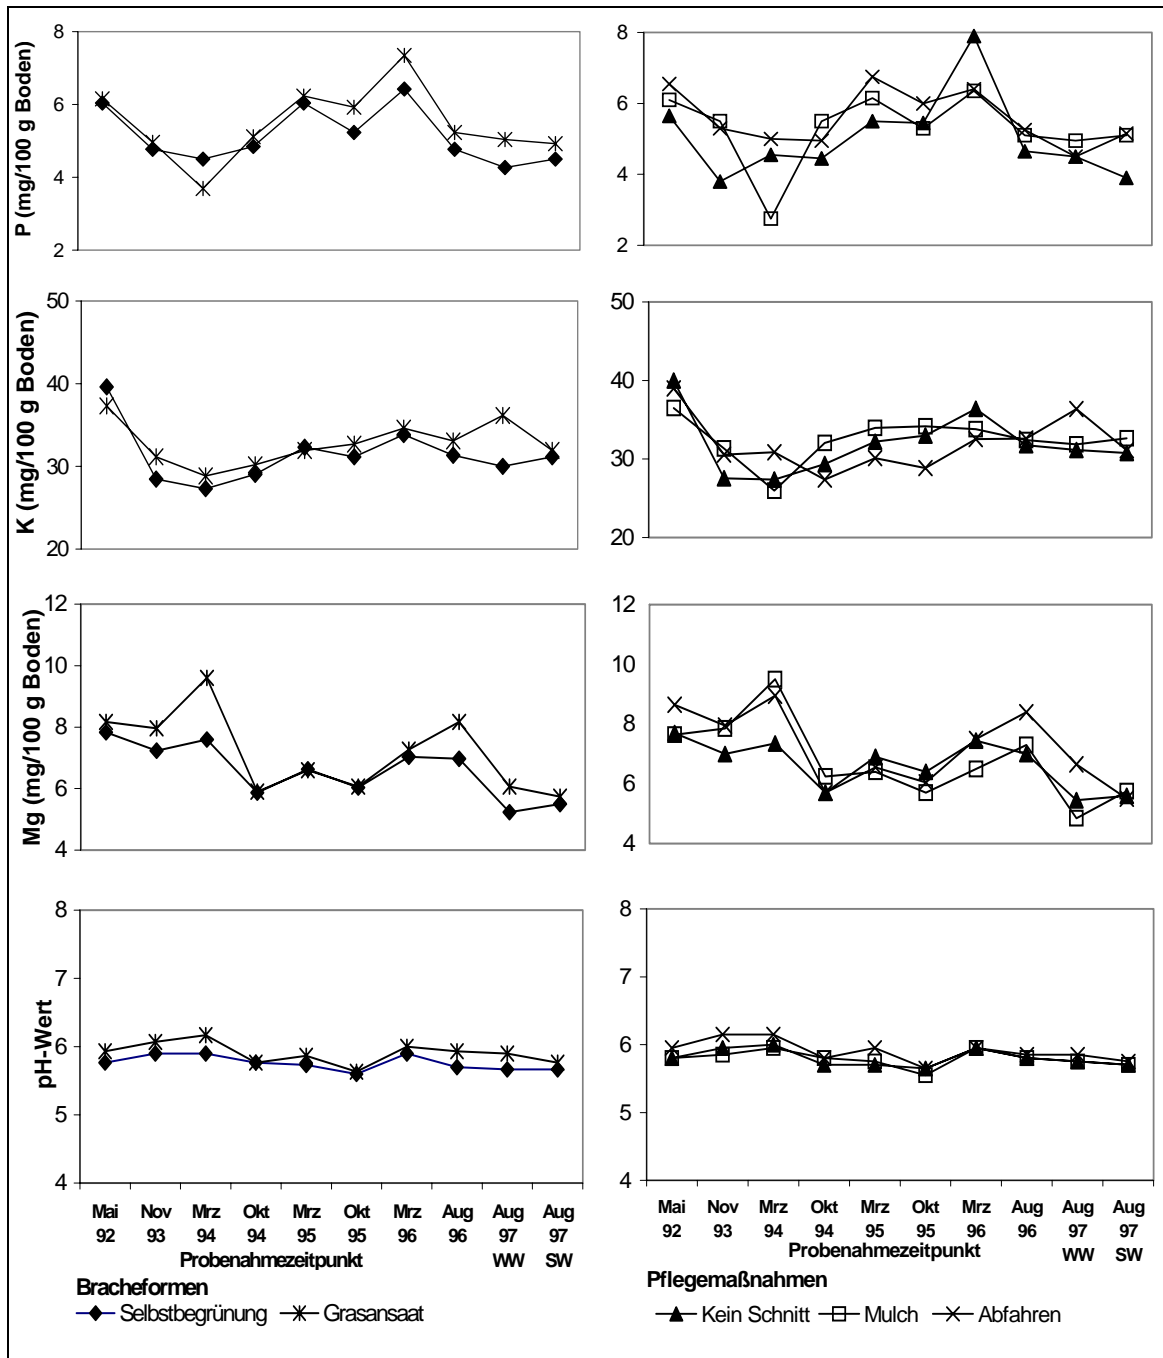 P (mg/100 g Boden)
8
6
4
2
8
6
4
2
K (mg/100 g Boden)
50
40
30
20
50
40
30
20
Mg (mg/100 g Boden)
12
10
8
6
4
12
10
8
6
4
pH-Wert
8
7
6
5
4
8
7
6
5
4
Mai Nov Mrz Okt Mrz Okt Mrz Aug Aug Aug
92 93 94 94 95 95 96 96 97 97
Probenahmezeitpunkt WW SW
Mai Nov Mrz Okt Mrz Okt Mrz Aug Aug Aug
92 93 94 94 95 95 96 96 97 97
Probenahmezeitpunkt WW SW
Bracheformen
Selbstbegrünung Grasansaat
Pflegemaßnahmen
Kein Schnitt Mulch Abfahren